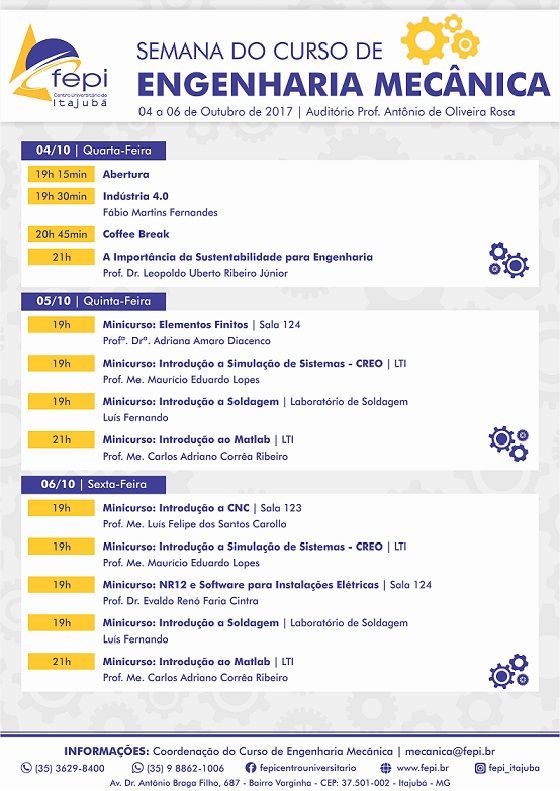 fepi
Centro Universitário de
Itajubá
SEMANA DO CURSO DE
ENGENHARIA MECÂNICA
04 a 06 de Outubro de 2017 | Auditório Prof. Antônio de Oliveira Rosa
04/10 | Quarta-Feira
19h 15min Abertura
19h 30min Indústria 4.0
Fábio Martins Fernandes
20h 45min Coffee Break
21h A Importância da Sustentabilidade para Engenharia
Prof. Dr. Leopoldo Uberto Ribeiro Júnior
05/10 | Quinta-Feira
19h Minicurso: Elementos Finitos | Sala 124
Profª. Drª. Adriana Amaro Diacenco
19h Minicurso: Introdução a Simulação de Sistemas - CREO | LTI
Prof. Me. Maurício Eduardo Lopes
19h Minicurso: Introdução a Soldagem | Laboratório de Soldagem
Luís Fernando
21h Minicurso: Introdução ao Matlab | LTI
Prof. Me. Carlos Adriano Corrêa Ribeiro
06/10 | Sexta-Feira
19h Minicurso: Introdução a CNC | Sala 123
Prof. Me. Luís Felipe dos Santos Carollo
19h Minicurso: Introdução a Simulação de Sistemas - CREO | LTI
Prof. Me. Maurício Eduardo Lopes
19h Minicurso: NR12 e Software para Instalações Elétricas | Sala 124
Prof. Dr. Evaldo Renó Faria Cintra
19h Minicurso: Introdução a Soldagem | Laboratório de Soldagem
Luís Fernando
21h Minicurso: Introdução ao Matlab | LTI
Prof. Me. Carlos Adriano Corrêa Ribeiro
INFORMAÇÕES: Coordenação do Curso de Engenharia Mecânica | mecanica@fepi.br
(35) 3629-8400 (35) 9 8862-1006 fepicentrouniversitario www.fepi.br fepi_itajuba
Av. Dr. Antônio Braga Filho, 687 - Bairro Varginha - CEP: 37.501-002 - Itajubá - MG